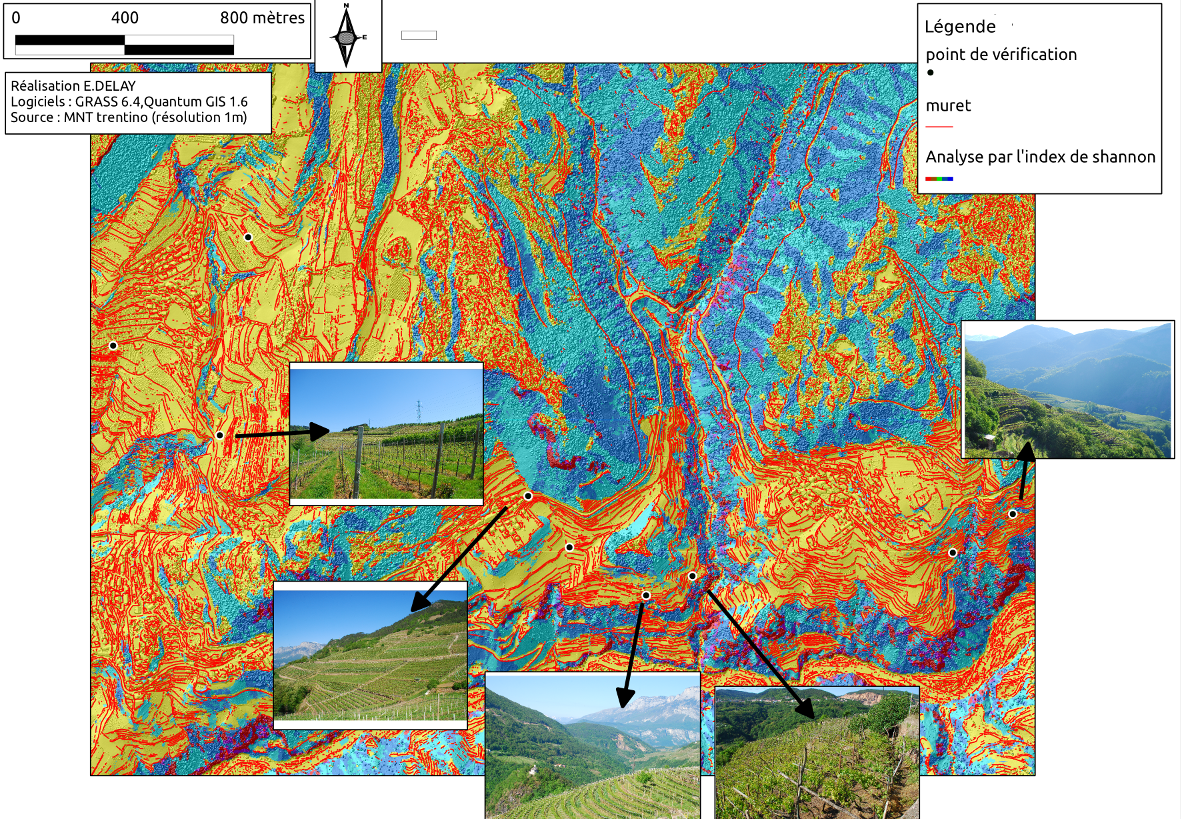 0 400 800 mètres
N
E
Réalisation E.DELAY
Logiciels : GRASS 6.4,Quantum GIS 1.6
Source : MNT trentino (résolution 1m)
Légende
point de vérification
muret
Analyse par l'index de shannon